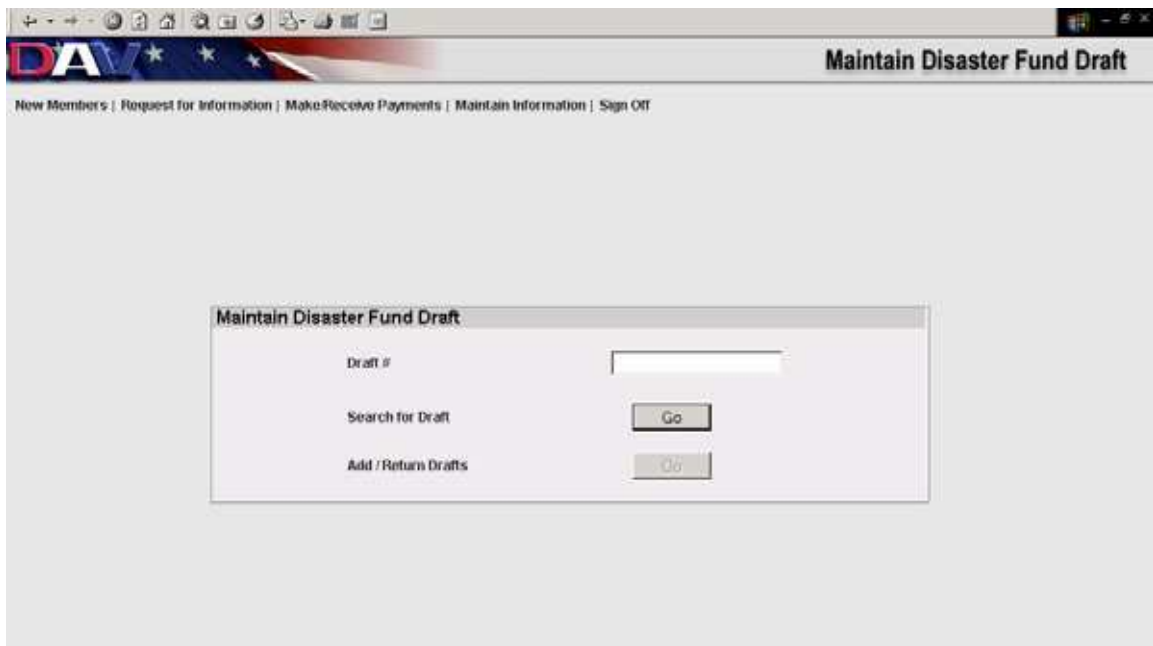 DAV
Maintain Disaster Fund Draft
New Members | Request for Information | Make/Receive Payments | Maintain Information | Sign Off
Maintain Disaster Fund Draft
Draft #
Search for Draft Go
Add / Return Drafts Go